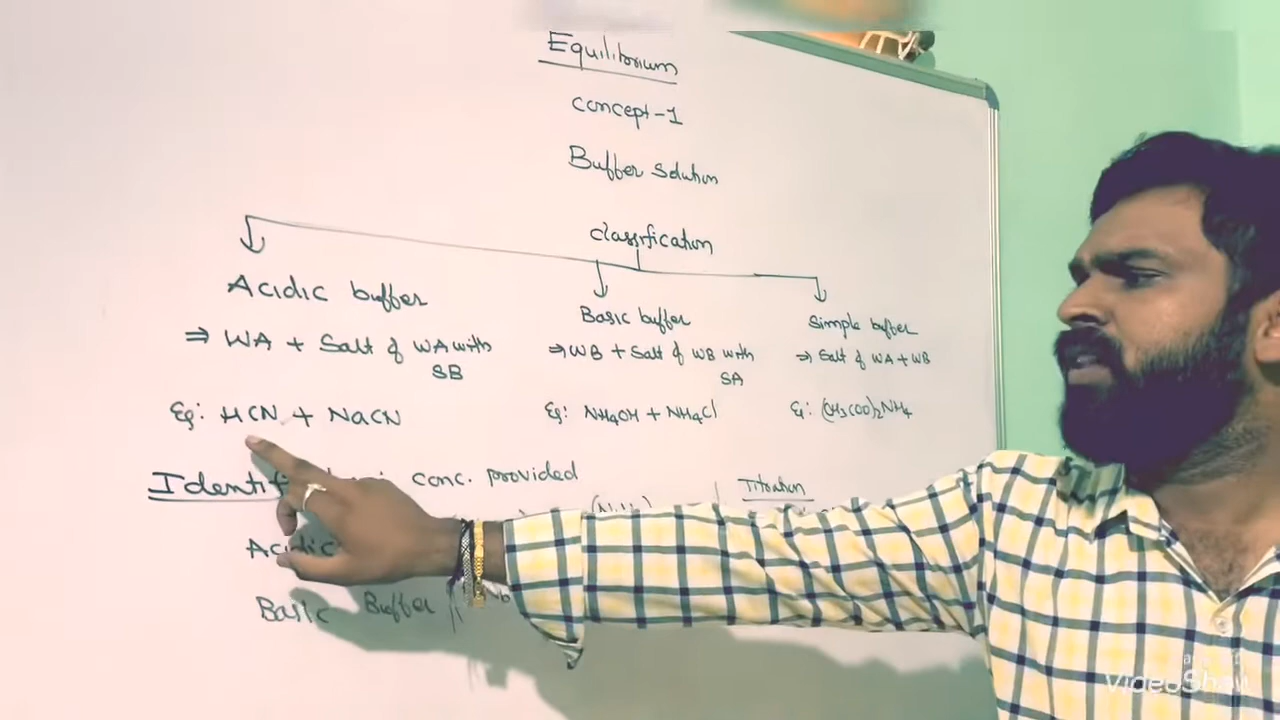 Equilibrium
Concept-1
Buffer Solution
Classification
Acidic buffer
⇒ WA + Salt of WA with SB
Eg: HCN + NaCN
Basic buffer
⇒ WB + Salt of WB with SA
Eg: NH4OH + NH4Cl
Simple buffer
⇒ Salt of WA + WB
Eg: (CH3COO)2NH4
conc. provided
Titration
Acidic
Basic Buffer
VideoShow